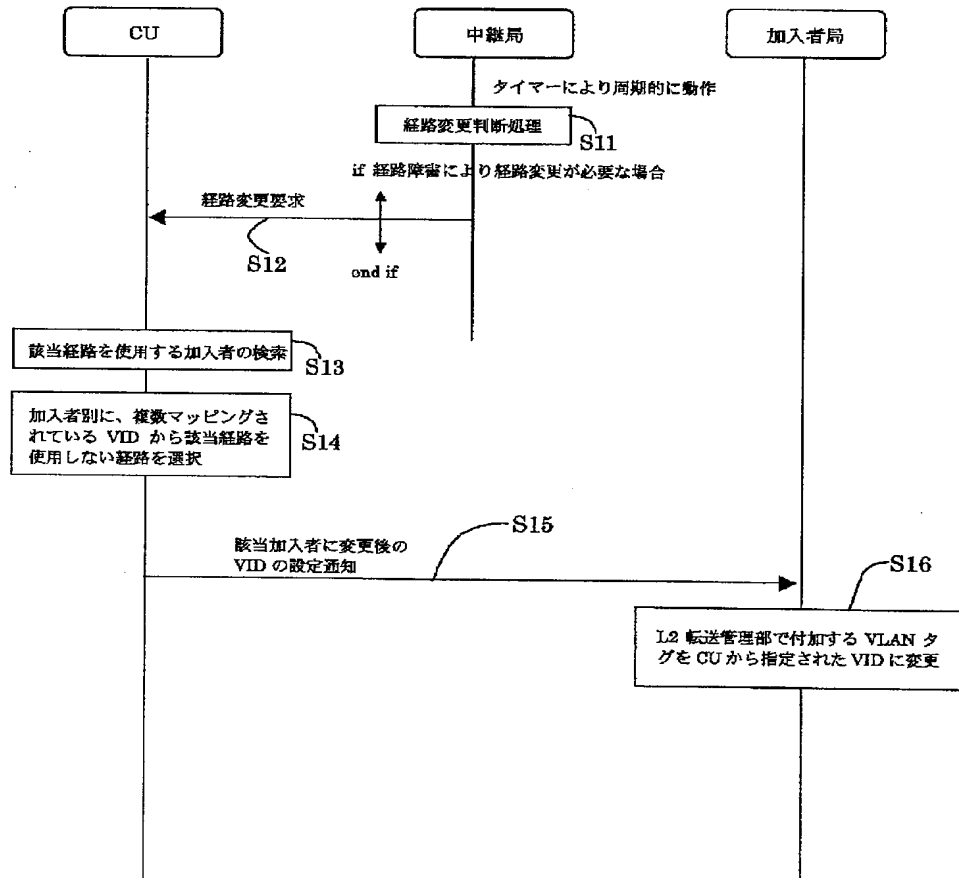 CU
中継局
加入者局
タイマーにより周期的に動作
経路変更判断処理
S11
if 経路障害により経路変更が必要な場合
経路変更要求
S12
end if
該当経路を使用する加入者の検索
S13
加入者別に、複数マッピングさ
れている VID から該当経路を
使用しない経路を選択
S14
S15
該当加入者に変更後の
VID の設定通知
S16
L2 転送管理部で付加する VLAN タ
グを CU から指定された VID に変更